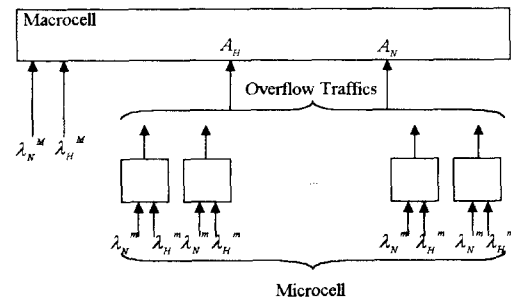 Macrocell
A_H A_N
Overflow Traffics
λ_N^M λ_H^M
...
λ_N^m λ_H^m λ_N^m λ_H^m λ_N^m λ_H^m λ_N^m λ_H^m
Microcell